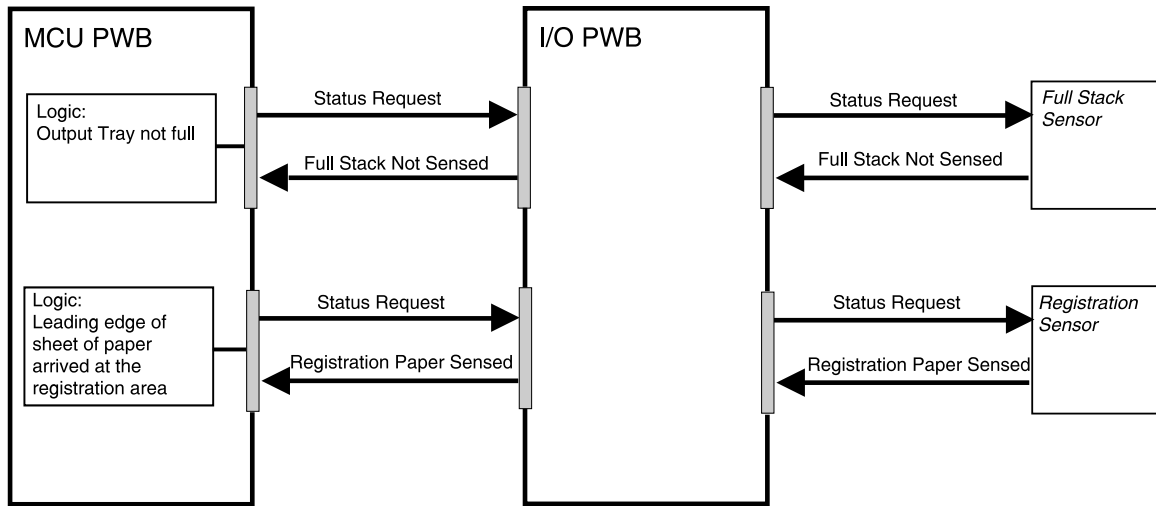 MCU PWB
I/O PWB
Logic:
Output Tray not full
Status Request
Full Stack Not Sensed
Status Request
Full Stack Not Sensed
Full Stack
Sensor
Logic:
Leading edge of
sheet of paper
arrived at the
registration area
Status Request
Registration Paper Sensed
Status Request
Registration Paper Sensed
Registration
Sensor